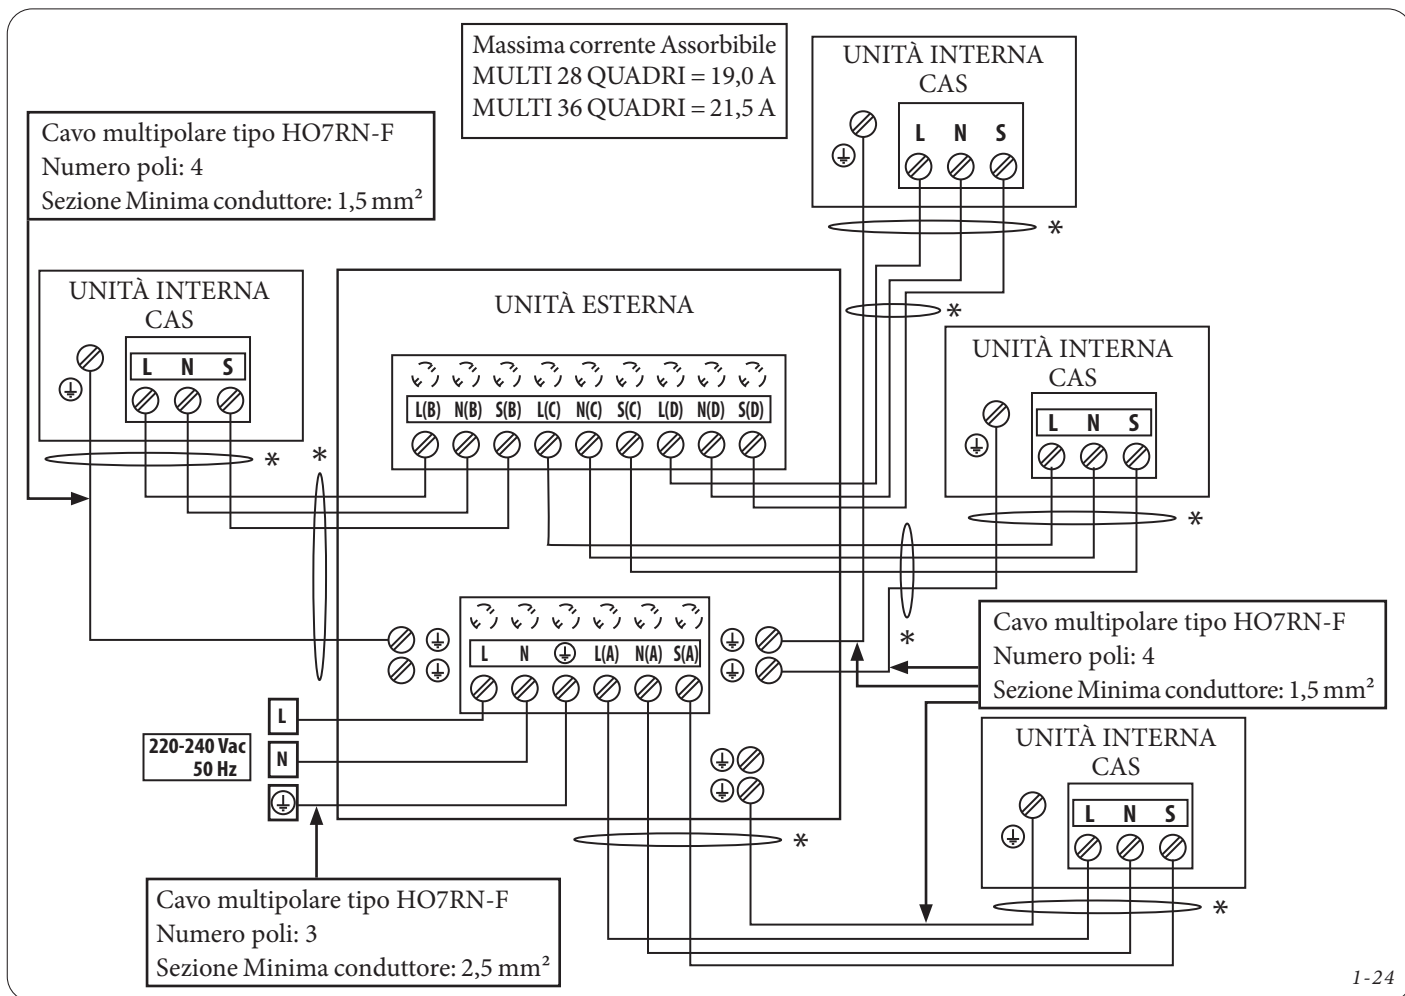 Massima corrente Assorbibile
MULTI 28 QUADRI = 19,0 A
MULTI 36 QUADRI = 21,5 A
UNITÀ INTERNA
CAS
L N S
*
Cavo multipolare tipo HO7RN-F
Numero poli: 4
Sezione Minima conduttore: 1,5 mm²
UNITÀ INTERNA
CAS
L N S
*
*
UNITÀ ESTERNA
L(B) N(B) S(B) L(C) N(C) S(C) L(D) N(D) S(D)
*
UNITÀ INTERNA
CAS
L N S
*
*
L N L(A) N(A) S(A)
Cavo multipolare tipo HO7RN-F
Numero poli: 4
Sezione Minima conduttore: 1,5 mm²
L
N
220-240 Vac
50 Hz
*
UNITÀ INTERNA
CAS
L N S
*
Cavo multipolare tipo HO7RN-F
Numero poli: 3
Sezione Minima conduttore: 2,5 mm²
1-24